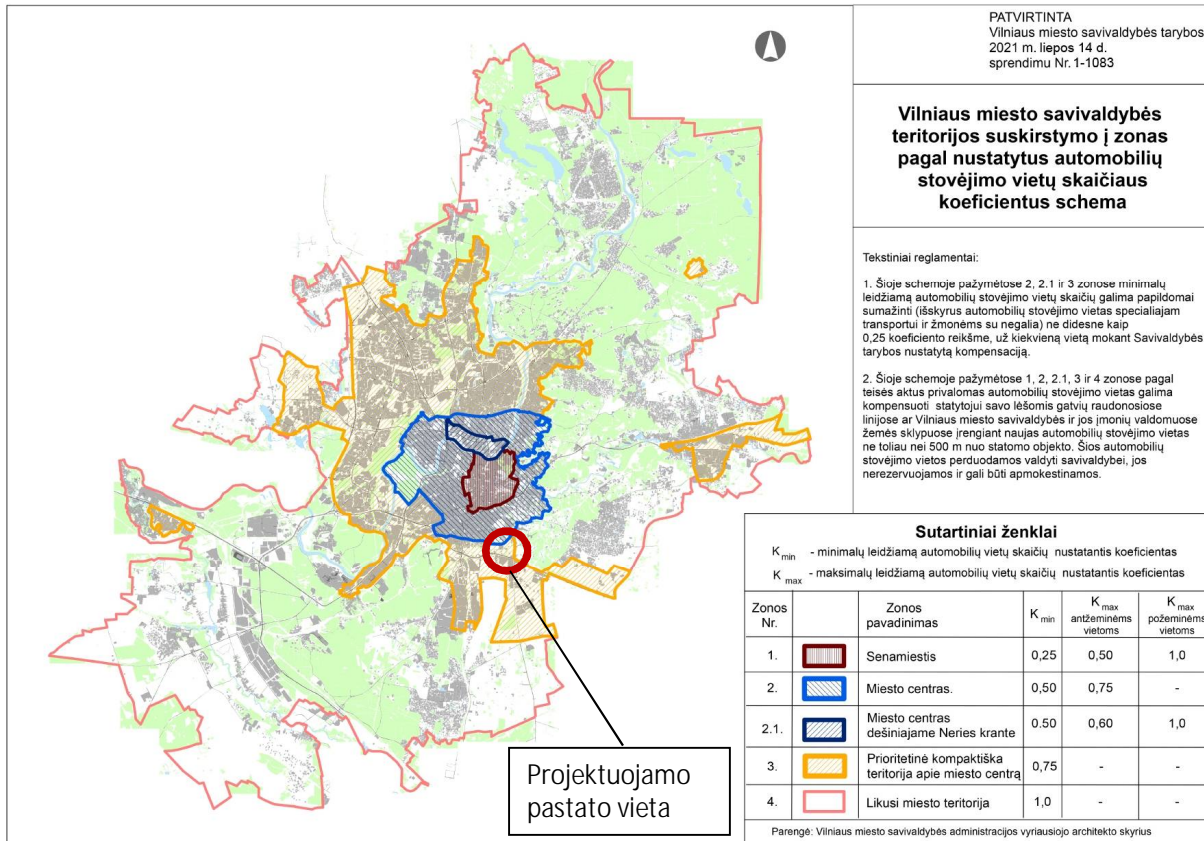 PATVIRTINTA
Vilniaus miesto savivaldybės tarybos
2021 m. liepos 14 d.
sprendimu Nr. 1-1083
Vilniaus miesto savivaldybės
teritorijos suskirstymo į zonas
pagal nustatytus automobilių
stovėjimo vietų skaičiaus
koeficientus schema
Tekstiniai reglamentai:
1. Šioje schemoje pažymėtose 2, 2.1 ir 3 zonose minimalų
leidžiamą automobilių stovėjimo vietų skaičių galima papildomai
sumažinti (išskyrus automobilių stovėjimo vietas specialiajam
transportui ir žmonėms su negalia) ne didesne kaip
0,25 koeficiento reikšme, už kiekvieną vietą mokant Savivaldybės
tarybos nustatytą kompensaciją.
2. Šioje schemoje pažymėtose 1, 2, 2.1, 3 ir 4 zonose pagal
teisės aktus privalomas automobilių stovėjimo vietas galima
kompensuoti statytojui savo lėšomis gatvių raudonosiose
linijose ar Vilniaus miesto savivaldybės ir jos įmonių valdomuose
žemės sklypuose įrengiant naujas automobilių stovėjimo vietas
ne toliau nei 500 m nuo statomo objekto. Šios automobilių
stovėjimo vietos perduodamos valdyti savivaldybei, jos
nerezervuojamos ir gali būti apmokestinamos.
Sutartiniai ženklai
K min - minimalų leidžiamą automobilių vietų skaičių nustatantis koeficientas
K max - maksimalų leidžiamą automobilių vietų skaičių nustatantis koeficientas
Zonos Nr. Zonos pavadinimas K min K max antžeminėms vietoms K max požeminėms vietoms
1. Senamiestis 0,25 0,50 1,0
2. Miesto centras. 0,50 0,75 -
2.1. Miesto centras dešiniajame Neries krante 0.50 0,60 1,0
3. Prioritetinė kompaktiška teritorija apie miesto centrą 0,75 - -
4. Likusi miesto teritorija 1,0 - -
Parengė: Vilniaus miesto savivaldybės administracijos vyriausiojo architekto skyrius
Projektuojamo
pastato vieta